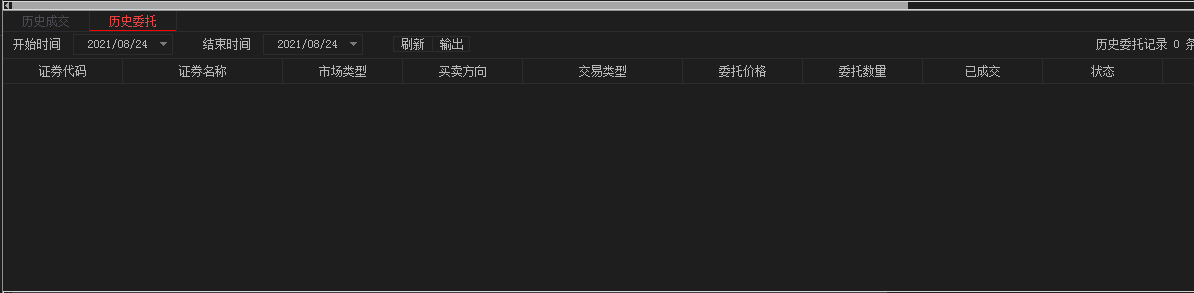 历史成交 历史委托
开始时间 2021/08/24 结束时间 2021/08/24 刷新 输出 历史委托记录 0 条
证券代码 证券名称 市场类型 买卖方向 交易类型 委托价格 委托数量 已成交 状态